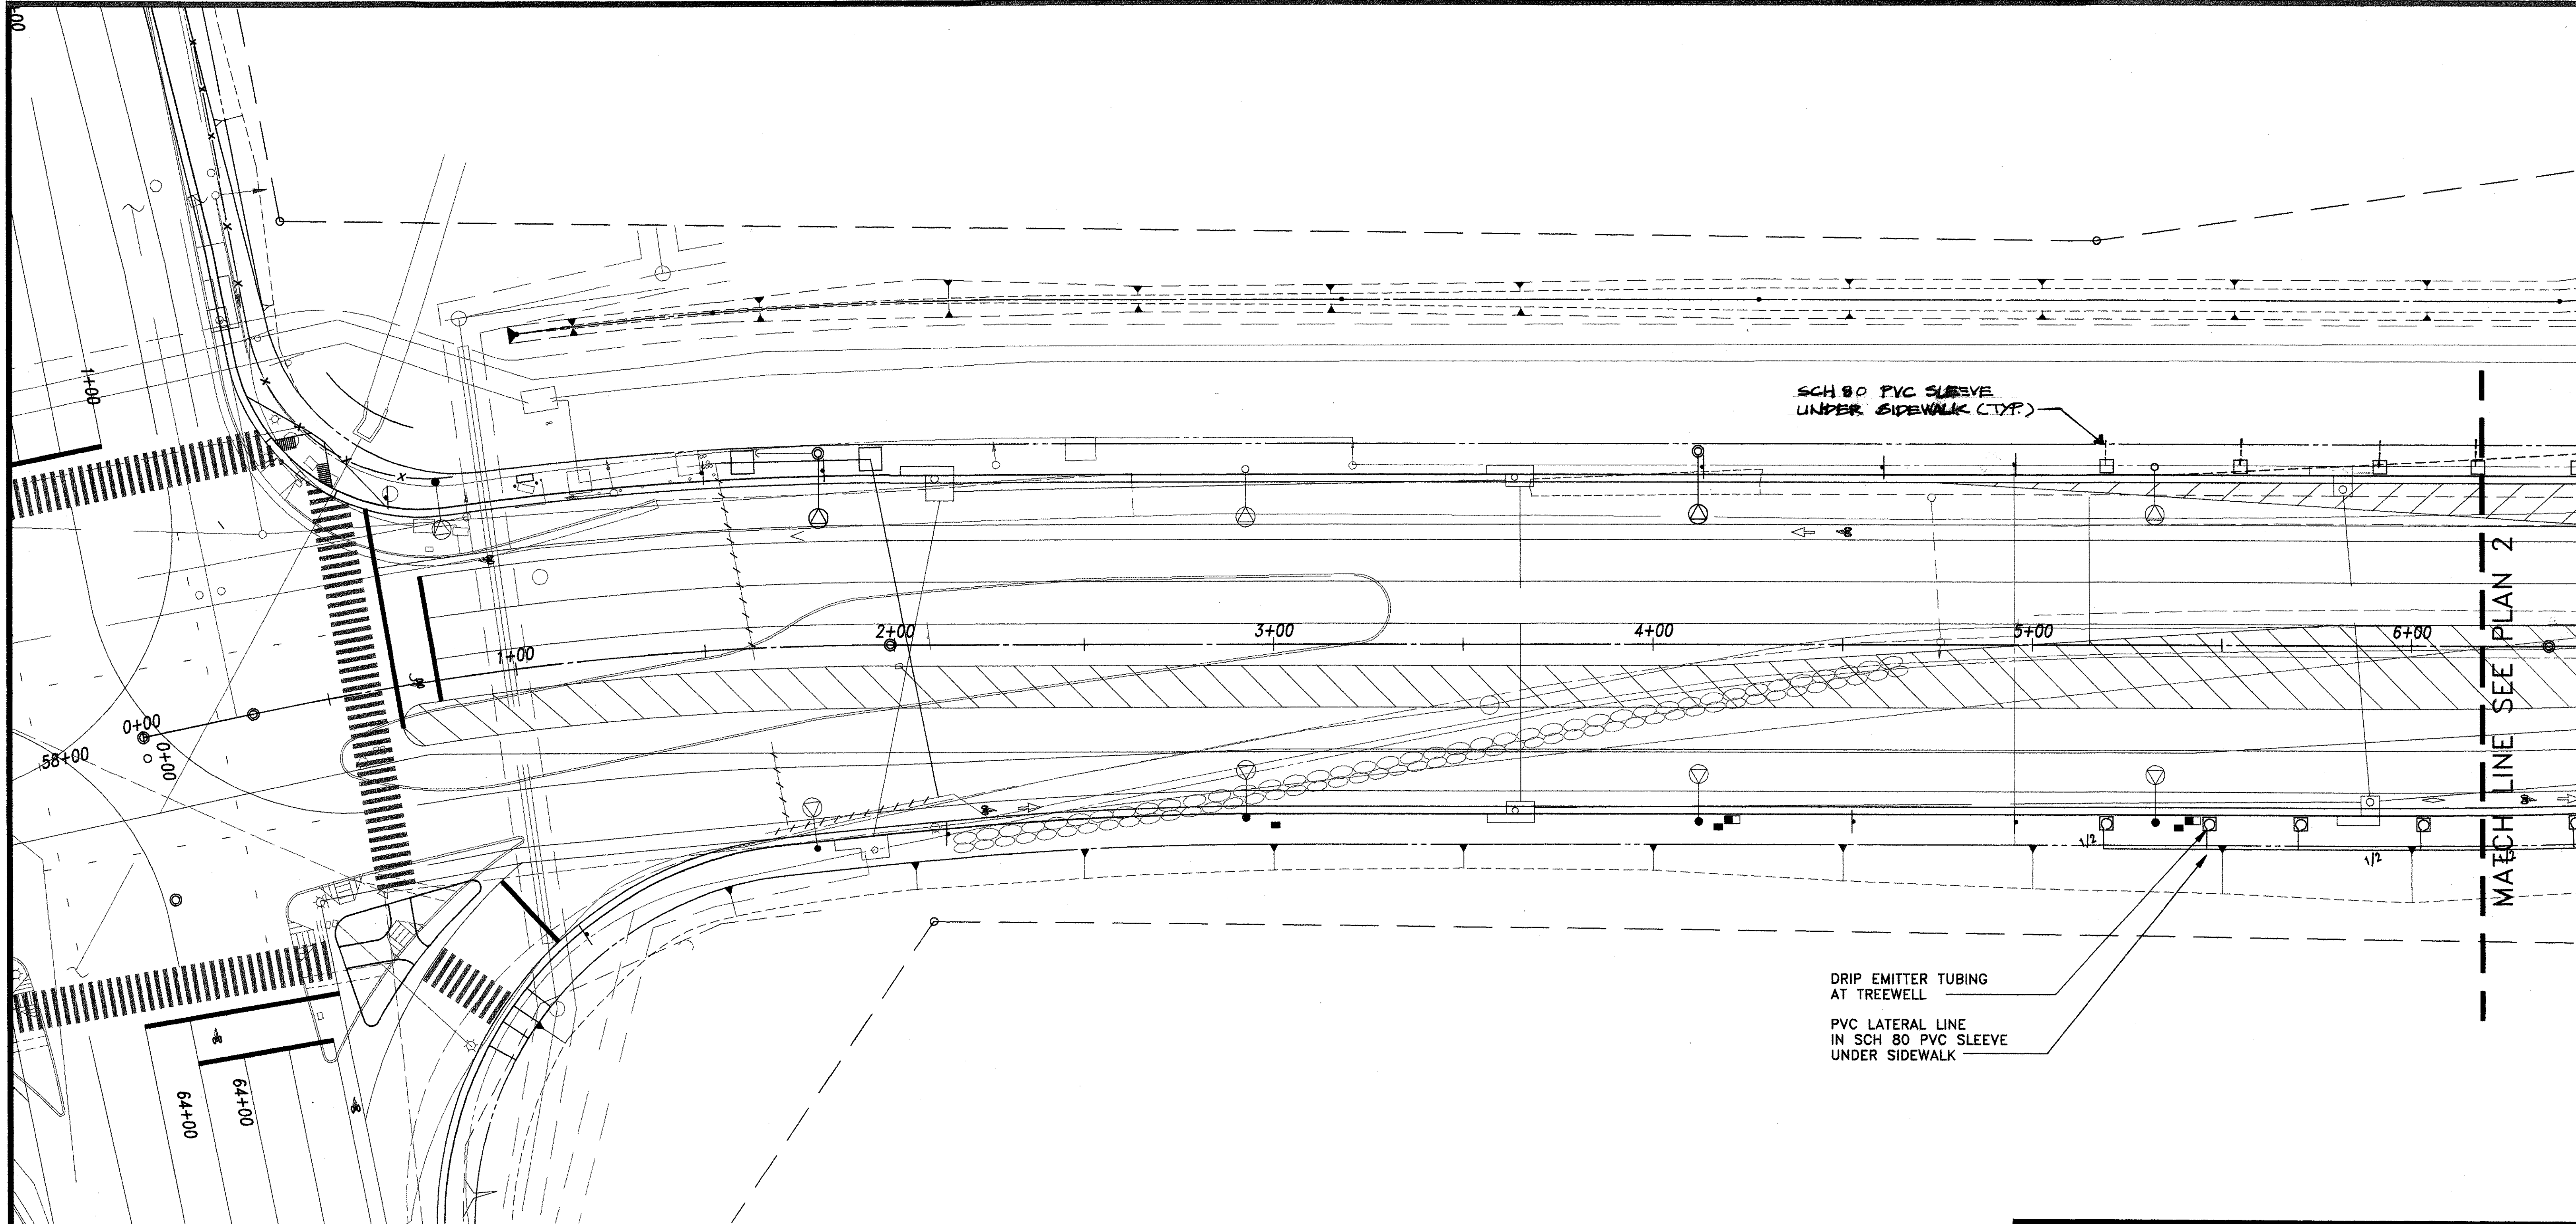 +00
1+00
SCH 80 PVC SLEEVE
UNDER SIDEWALK (TYP.)
0+00
0+00
58+00
1+00
2+00
3+00
4+00
5+00
6+00
MATCH LINE SEE PLAN 2
1/2
1/2
DRIP EMITTER TUBING
AT TREEWELL
PVC LATERAL LINE
IN SCH 80 PVC SLEEVE
UNDER SIDEWALK
64+00
64+00